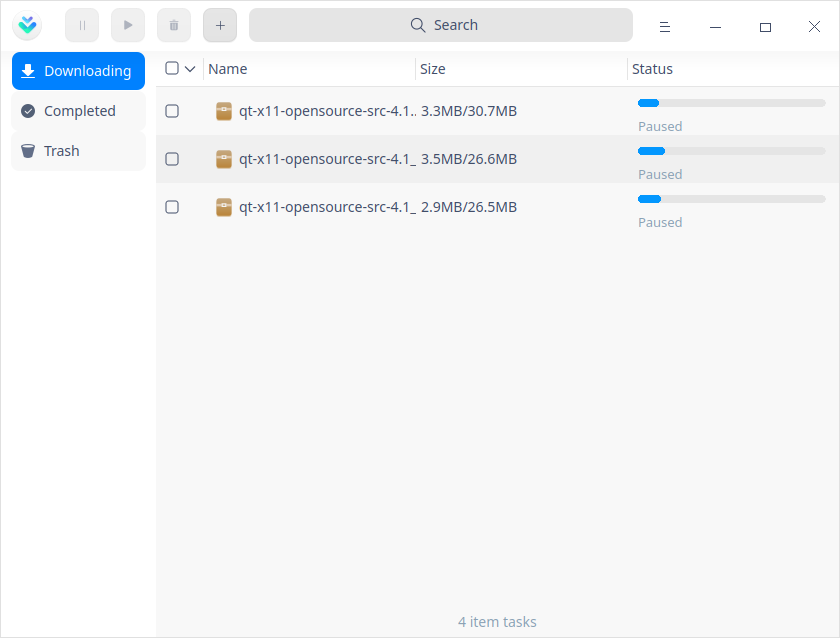 Search
Downloading
Completed
Trash
Name Size Status
qt-x11-opensource-src-4.1.. 3.3MB/30.7MB
Paused
qt-x11-opensource-src-4.1_ 3.5MB/26.6MB
Paused
qt-x11-opensource-src-4.1_ 2.9MB/26.5MB
Paused
4 item tasks